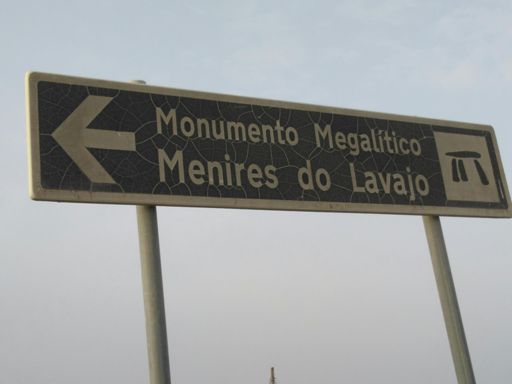 Monumento Megalítico
Menires do Lavajo